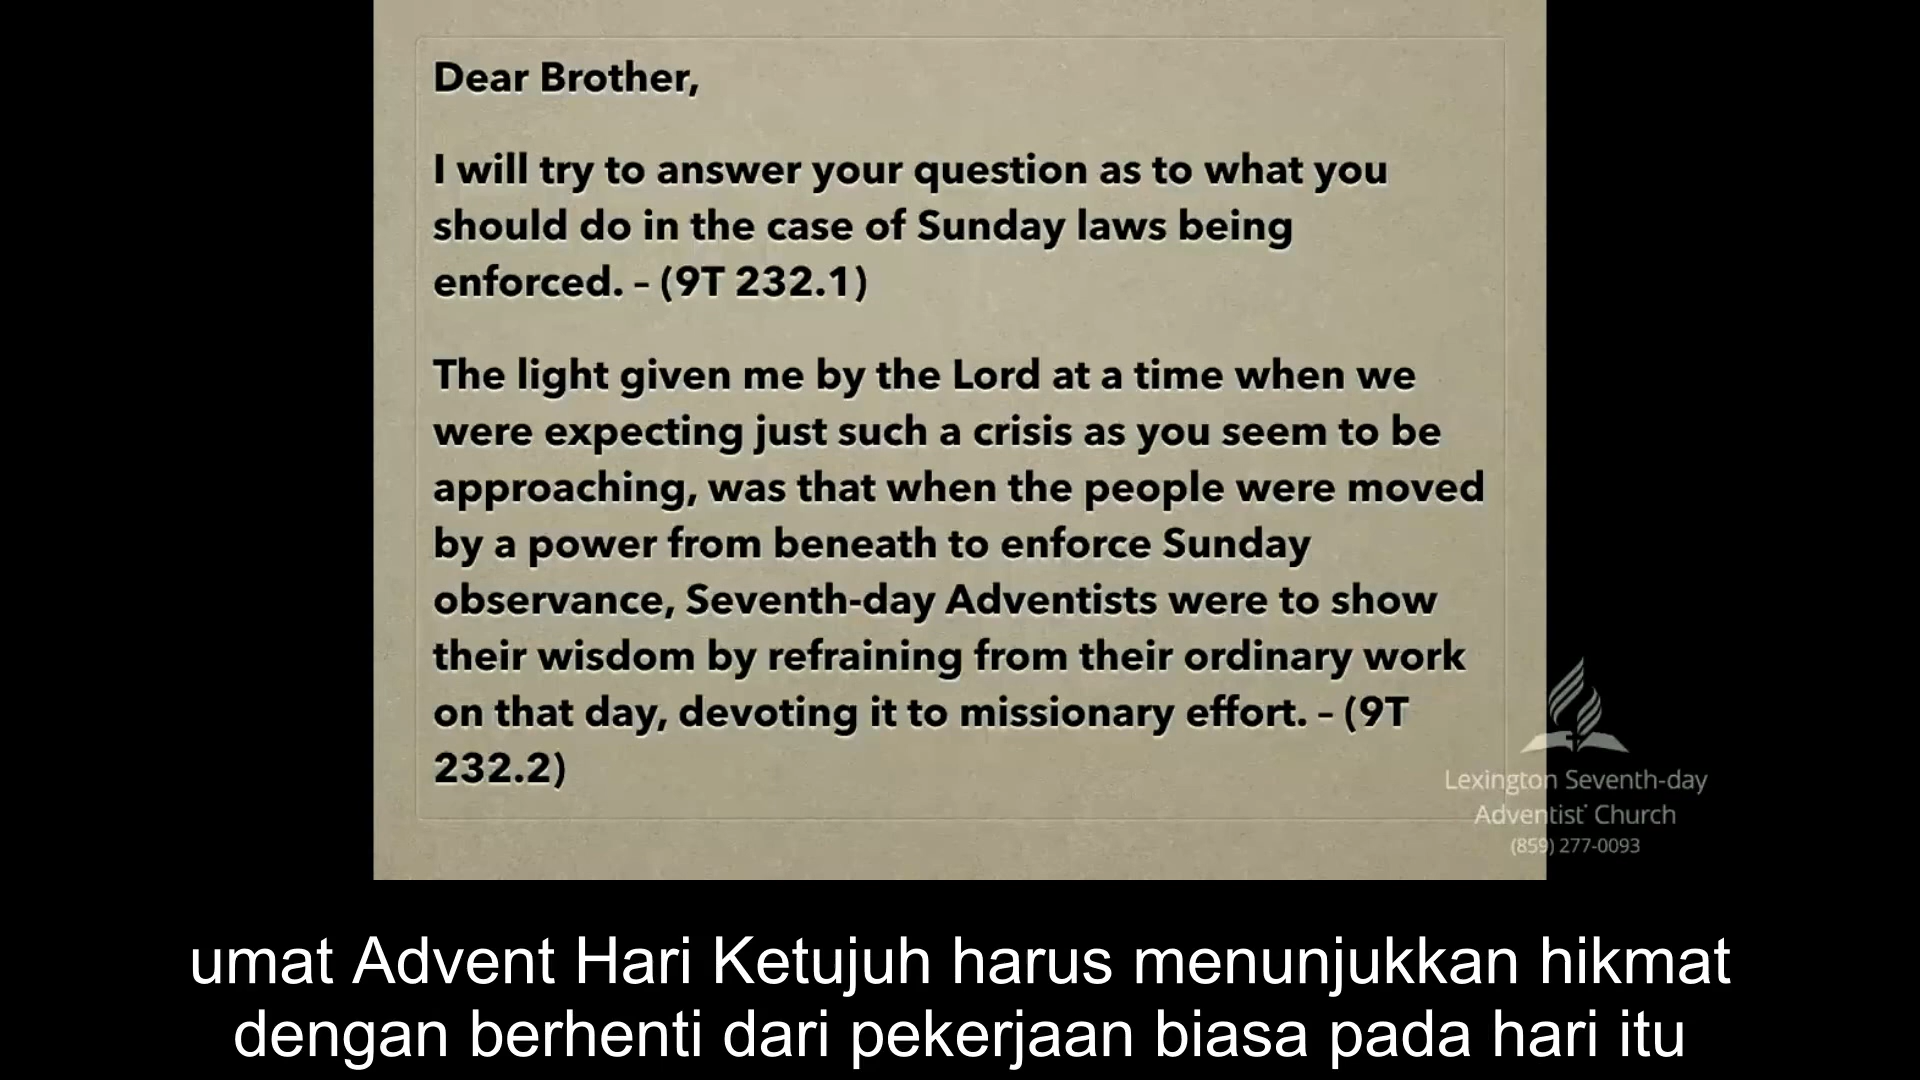 Dear Brother,
I will try to answer your question as to what you
should do in the case of Sunday laws being
enforced. – (9T 232.1)
The light given me by the Lord at a time when we
were expecting just such a crisis as you seem to be
approaching, was that when the people were moved
by a power from beneath to enforce Sunday
observance, Seventh-day Adventists were to show
their wisdom by refraining from their ordinary work
on that day, devoting it to missionary effort. – (9T
232.2)
Lexington Seventh-day
Adventist® Church
(859) 277-0093
umat Advent Hari Ketujuh harus menunjukkan hikmat
dengan berhenti dari pekerjaan biasa pada hari itu